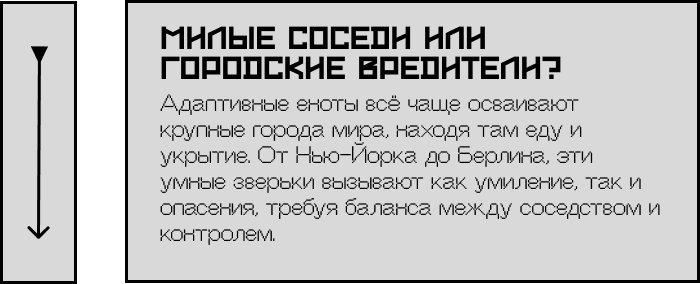 МИЛЫЕ СОСЕДИ ИЛИ
ГОРОДСКИЕ ВРЕДИТЕЛИ?
Адаптивные еноты всё чаще осваивают
крупные города мира, находя там еду и
укрытие. От Нью-Йорка до Берлина, эти
умные зверьки вызывают как умиление, так и
опасения, требуя баланса между соседством и
контролем.